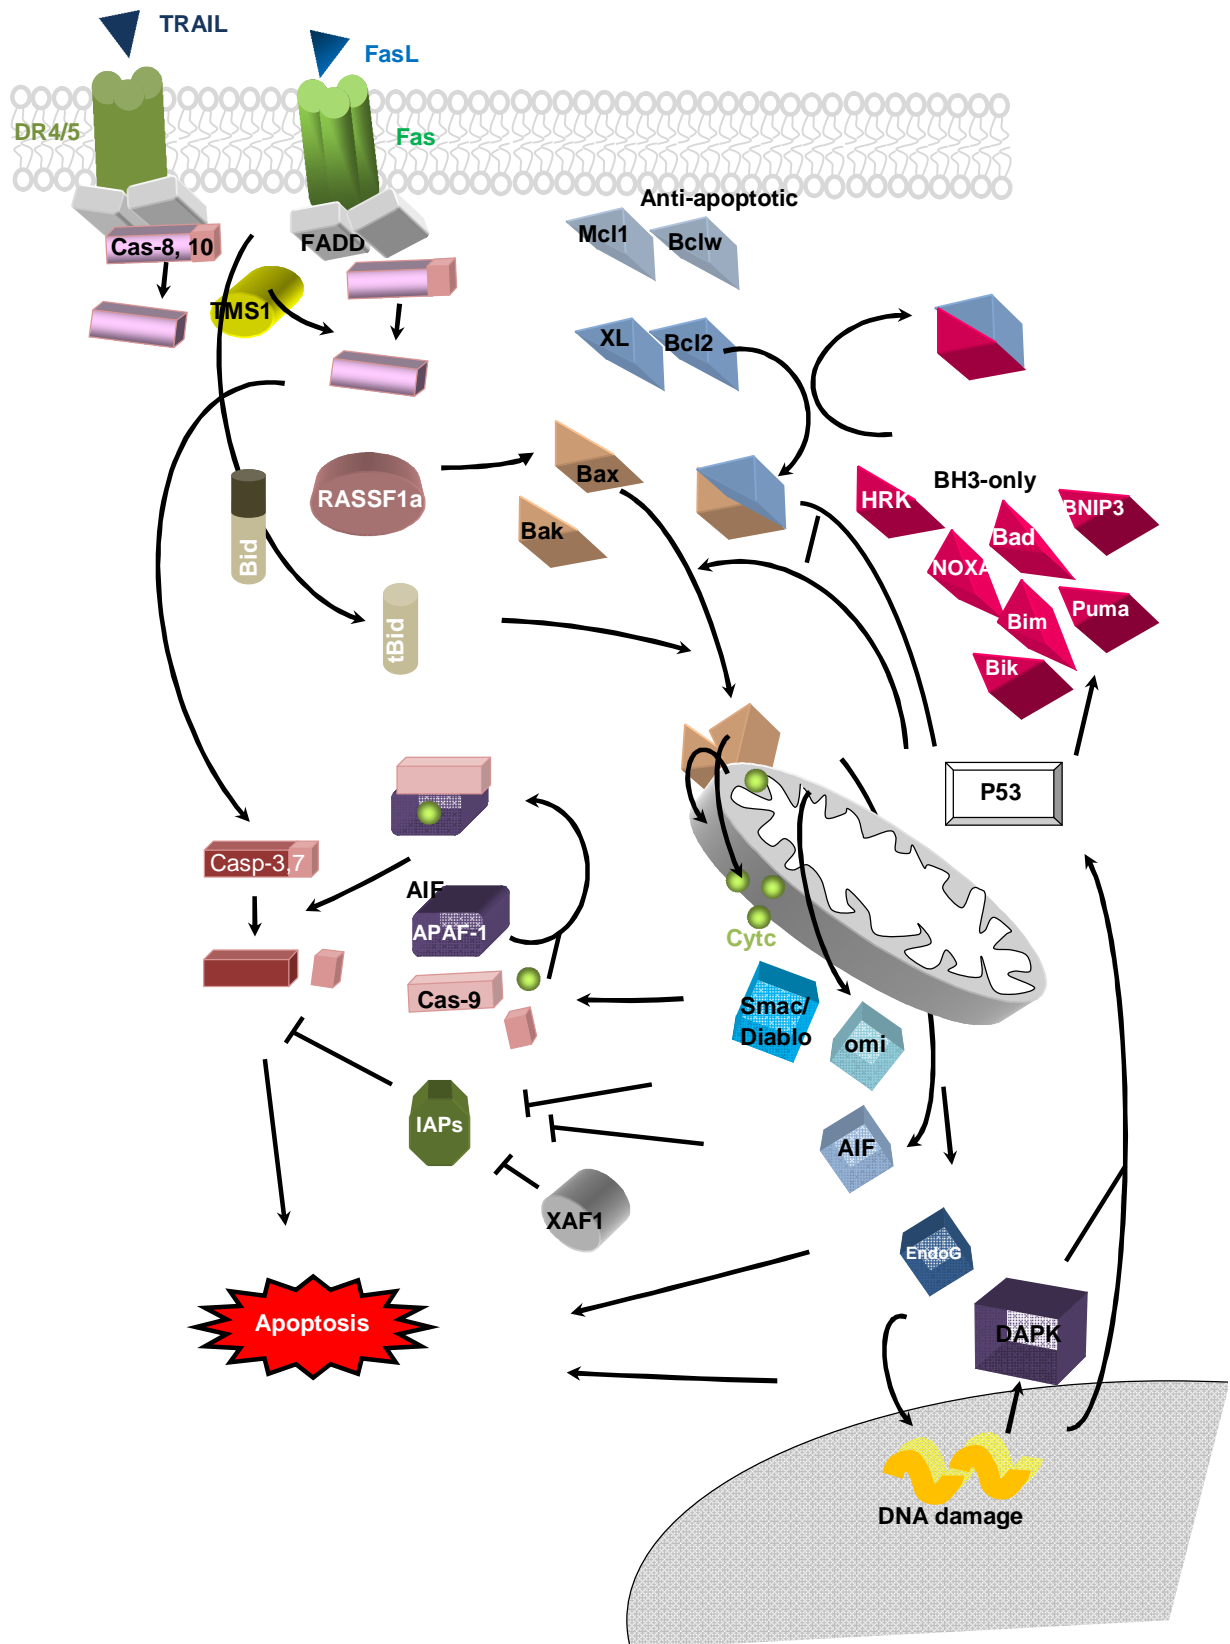 TRAIL
FasL
DR4/5
Fas
Anti-apoptotic
Mcl1
Bclw
Cas-8, 10
FADD
TMS1
XL
Bcl2
Bax
BH3-only
HRK
BNIP3
RASSF1a
Bak
Bad
NOXA
Bid
Puma
Bim
tBid
Bik
P53
Casp-3,7
AIF
APAF-1
Cytc
Cas-9
Smac/
Diablo
omi
IAPs
AIF
XAF1
EndoG
Apoptosis
DAPK
DNA damage